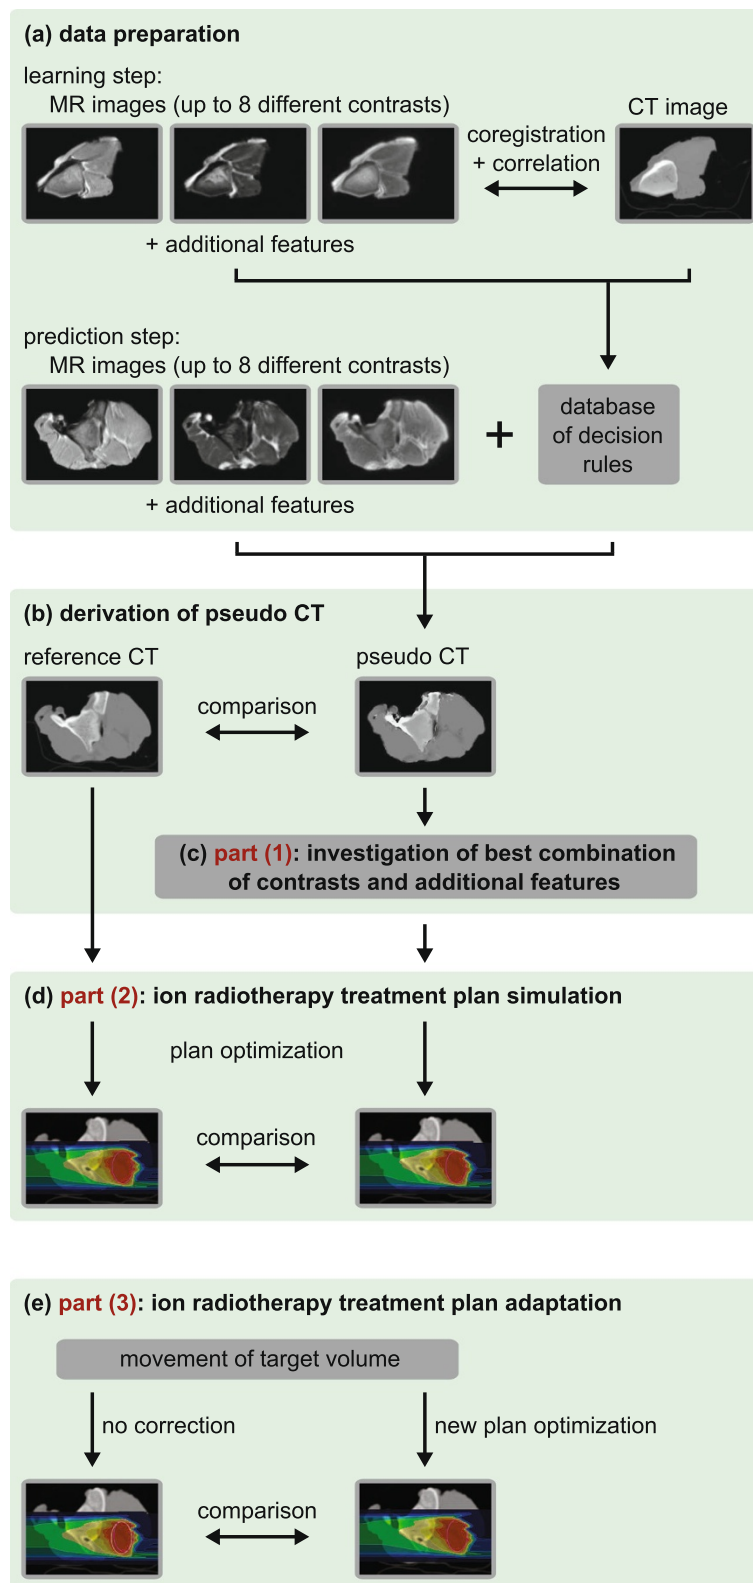 (a) data preparation
learning step:
MR images (up to 8 different contrasts)
CT image
coregistration
+ correlation
+ additional features
prediction step:
MR images (up to 8 different contrasts)
+
database
of decision
rules
+ additional features
(b) derivation of pseudo CT
reference CT
pseudo CT
comparison
(c) part (1): investigation of best combination
of contrasts and additional features
(d) part (2): ion radiotherapy treatment plan simulation
plan optimization
comparison
(e) part (3): ion radiotherapy treatment plan adaptation
movement of target volume
no correction
new plan optimization
comparison